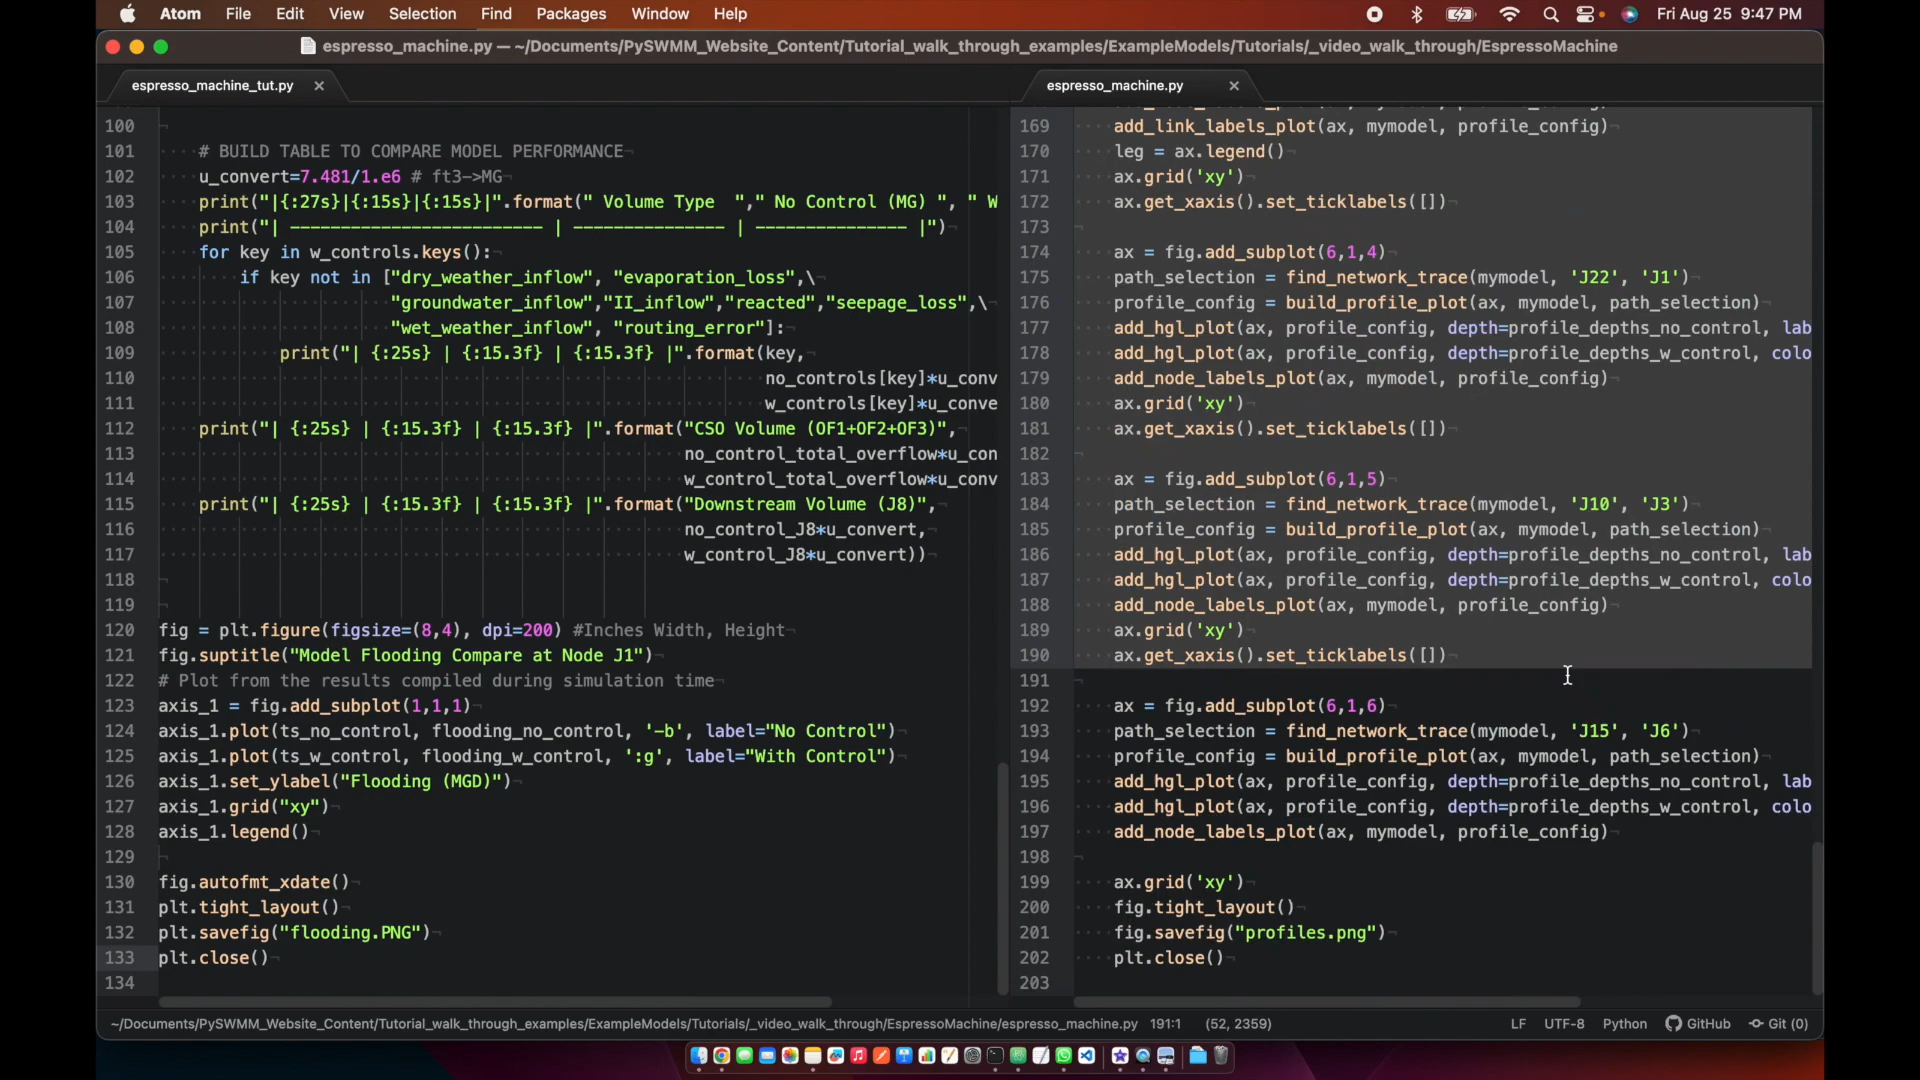 Atom File Edit View Selection Find Packages Window Help Fri Aug 25 9:47 PM
espresso_machine.py — ~/Documents/PySWMM_Website_Content/Tutorial_walk_through_examples/ExampleModels/Tutorials/_video_walk_through/EspressoMachine
espresso_machine_tut.py
100
101 # BUILD TABLE TO COMPARE MODEL PERFORMANCE
102 u_convert=7.481/1.e6 # ft3->MG
103 print("|{:27s}|{:15s}|{:15s}|".format(" Volume Type  "," No Control (MG) ", " W
104 print("| ------------------------- | --------------- | --------------- |")
105 for key in w_controls.keys():
106 if key not in ["dry_weather_inflow", "evaporation_loss",\
107 "groundwater_inflow","II_inflow","reacted","seepage_loss",\
108 "wet_weather_inflow", "routing_error"]:
109 print("| {:25s} | {:15.3f} | {:15.3f} |".format(key,
110 no_controls[key]*u_conv
111 w_controls[key]*u_conve
112 print("| {:25s} | {:15.3f} | {:15.3f} |".format("CSO Volume (OF1+OF2+OF3)",
113 no_control_total_overflow*u_con
114 w_control_total_overflow*u_conv
115 print("| {:25s} | {:15.3f} | {:15.3f} |".format("Downstream Volume (J8)",
116 no_control_J8*u_convert,
117 w_control_J8*u_convert))
118
119
120 fig = plt.figure(figsize=(8,4), dpi=200) #Inches Width, Height
121 fig.suptitle("Model Flooding Compare at Node J1")
122 # Plot from the results compiled during simulation time
123 axis_1 = fig.add_subplot(1,1,1)
124 axis_1.plot(ts_no_control, flooding_no_control, '-b', label="No Control")
125 axis_1.plot(ts_w_control, flooding_w_control, ':g', label="With Control")
126 axis_1.set_ylabel("Flooding (MGD)")
127 axis_1.grid("xy")
128 axis_1.legend()
129
130 fig.autofmt_xdate()
131 plt.tight_layout()
132 plt.savefig("flooding.PNG")
133 plt.close()
134
espresso_machine.py
169 add_link_labels_plot(ax, mymodel, profile_config)
170 leg = ax.legend()
171 ax.grid('xy')
172 ax.get_xaxis().set_ticklabels([])
173
174 ax = fig.add_subplot(6,1,4)
175 path_selection = find_network_trace(mymodel, 'J22', 'J1')
176 profile_config = build_profile_plot(ax, mymodel, path_selection)
177 add_hgl_plot(ax, profile_config, depth=profile_depths_no_control, lab
178 add_hgl_plot(ax, profile_config, depth=profile_depths_w_control, colo
179 add_node_labels_plot(ax, mymodel, profile_config)
180 ax.grid('xy')
181 ax.get_xaxis().set_ticklabels([])
182
183 ax = fig.add_subplot(6,1,5)
184 path_selection = find_network_trace(mymodel, 'J10', 'J3')
185 profile_config = build_profile_plot(ax, mymodel, path_selection)
186 add_hgl_plot(ax, profile_config, depth=profile_depths_no_control, lab
187 add_hgl_plot(ax, profile_config, depth=profile_depths_w_control, colo
188 add_node_labels_plot(ax, mymodel, profile_config)
189 ax.grid('xy')
190 ax.get_xaxis().set_ticklabels([])
191
192 ax = fig.add_subplot(6,1,6)
193 path_selection = find_network_trace(mymodel, 'J15', 'J6')
194 profile_config = build_profile_plot(ax, mymodel, path_selection)
195 add_hgl_plot(ax, profile_config, depth=profile_depths_no_control, lab
196 add_hgl_plot(ax, profile_config, depth=profile_depths_w_control, colo
197 add_node_labels_plot(ax, mymodel, profile_config)
198
199 ax.grid('xy')
200 fig.tight_layout()
201 fig.savefig("profiles.png")
202 plt.close()
203
~/Documents/PySWMM_Website_Content/Tutorial_walk_through_examples/ExampleModels/Tutorials/_video_walk_through/EspressoMachine/espresso_machine.py 191:1 (52, 2359) LF UTF-8 Python GitHub Git (0)